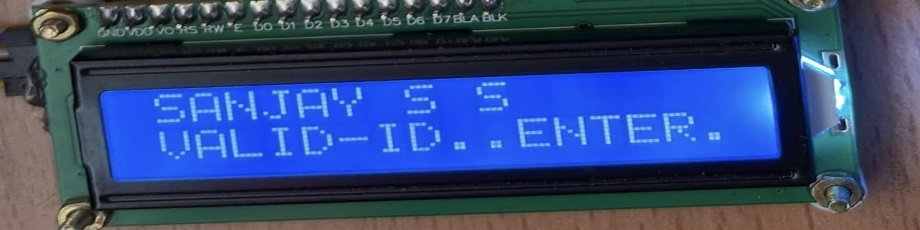 GND VDD VO RS RW E D0 D1 D2 D3 D4 D5 D6 D7 BLA BLK
SANJAY S S
VALID-ID..ENTER.